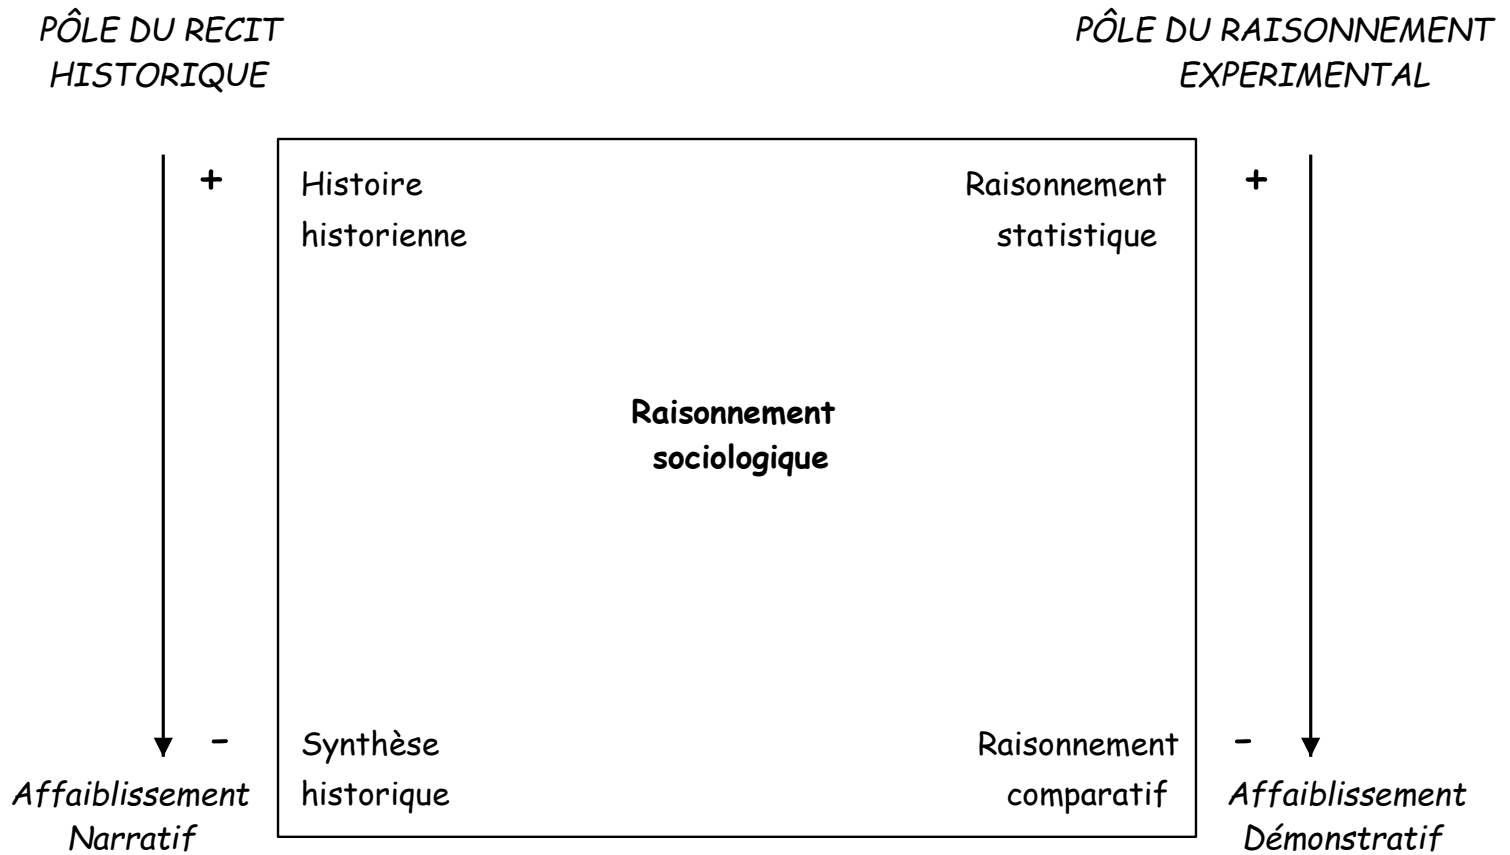 PÔLE DU RECIT
HISTORIQUE
PÔLE DU RAISONNEMENT
EXPERIMENTAL
+
Histoire
historienne
Raisonnement
statistique
+
Raisonnement
sociologique
-
Synthèse
historique
Raisonnement
comparatif
-
Affaiblissement
Narratif
Affaiblissement
Démonstratif